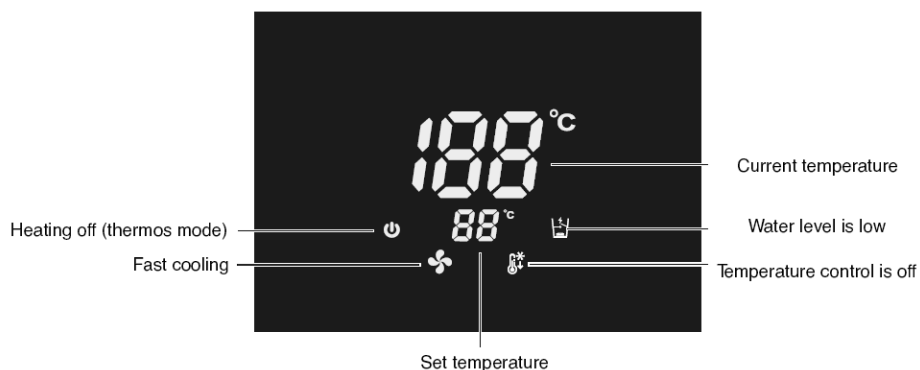 188 °C
Current temperature
Heating off (thermos mode)
88 °C
Water level is low
Fast cooling
Temperature control is off
Set temperature